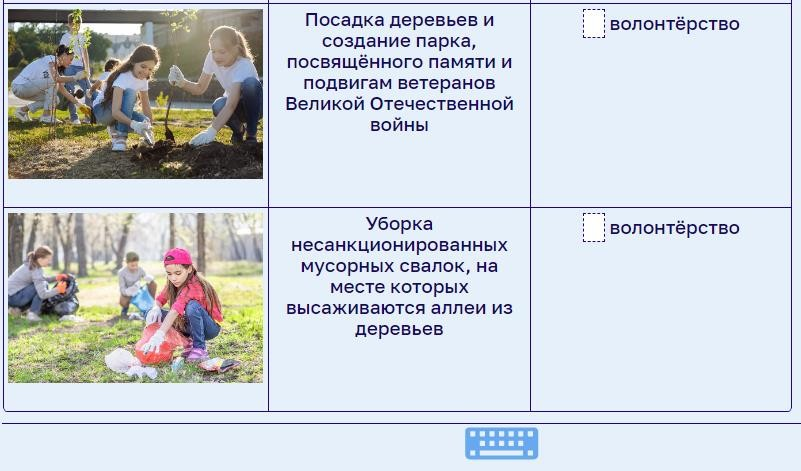 Посадка деревьев и
создание парка,
посвящённого памяти и
подвигам ветеранов
Великой Отечественной
войны
волонтёрство
Уборка
несанкционированных
мусорных свалок, на
месте которых
высаживаются аллеи из
деревьев
волонтёрство